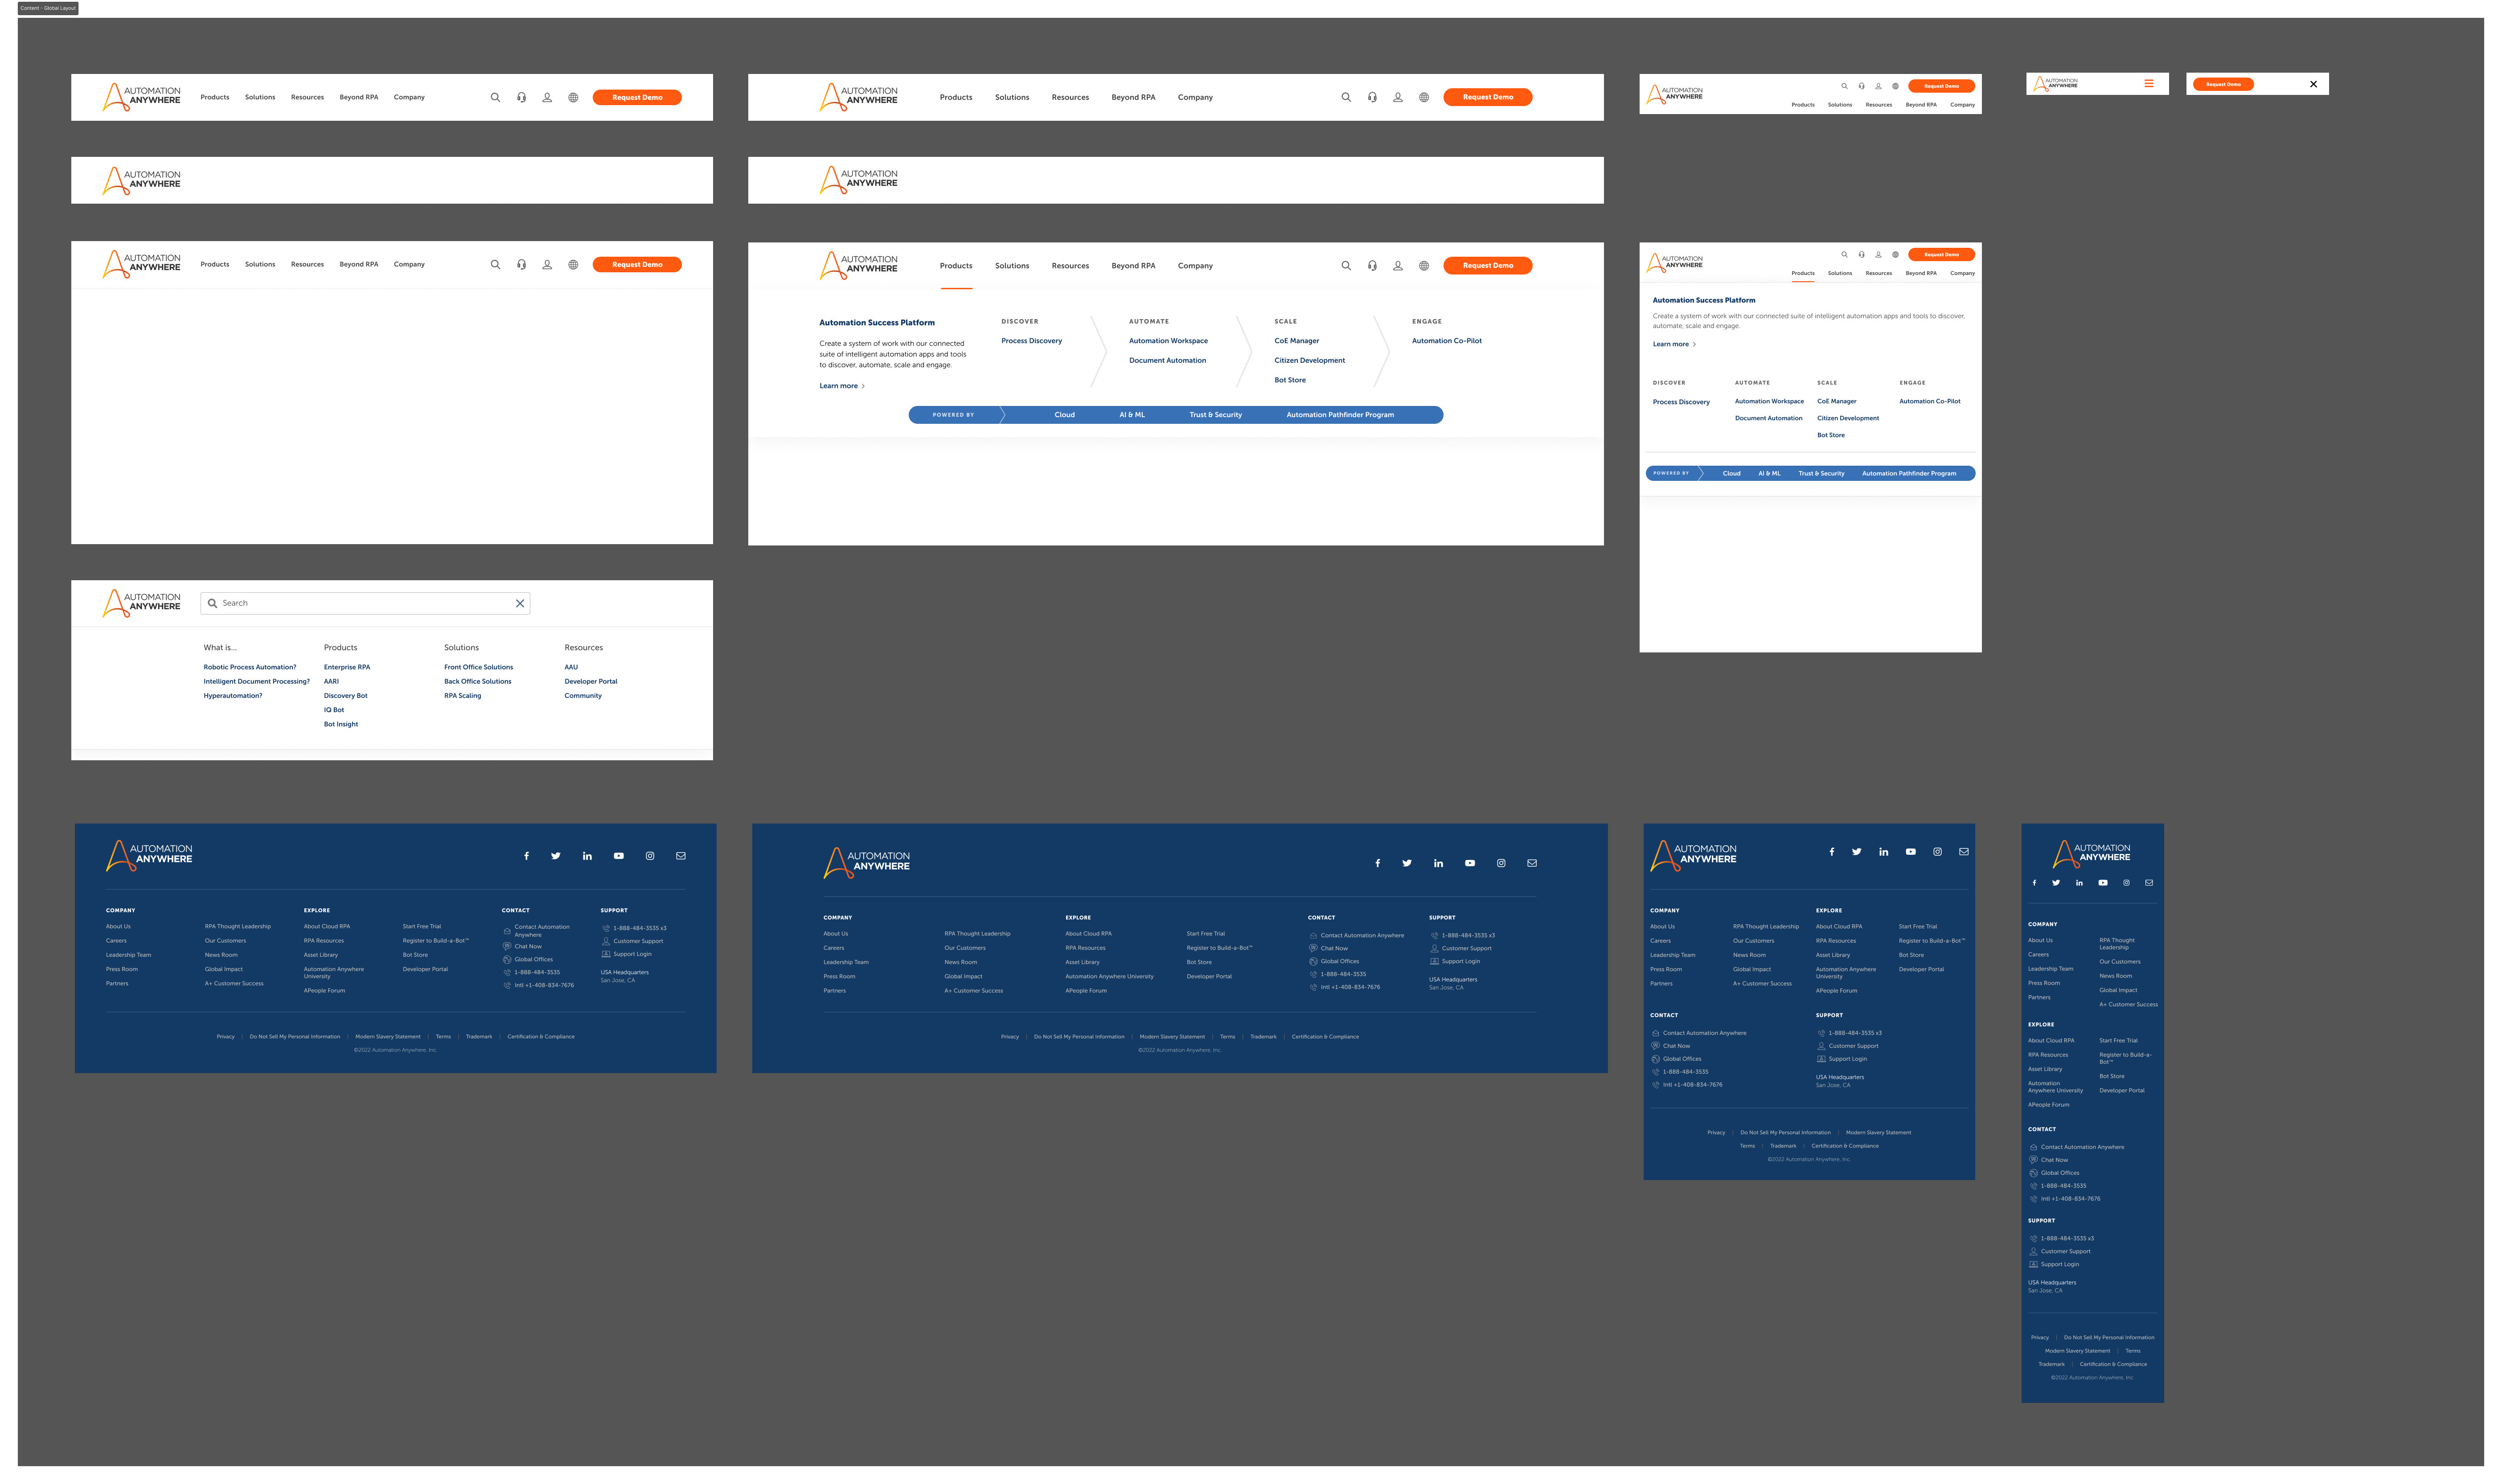 Content - Global Layout
AUTOMATION
ANYWHERE
Products Solutions Resources Beyond RPA Company
Request Demo
AUTOMATION
ANYWHERE
Products Solutions Resources Beyond RPA Company
Request Demo
AUTOMATION
ANYWHERE
Request Demo
Products Solutions Resources Beyond RPA Company
AUTOMATION
ANYWHERE
Request Demo
AUTOMATION
ANYWHERE
AUTOMATION
ANYWHERE
AUTOMATION
ANYWHERE
Products Solutions Resources Beyond RPA Company
Request Demo
AUTOMATION
ANYWHERE
Products Solutions Resources Beyond RPA Company
Request Demo
Automation Success Platform
Create a system of work with our connected
suite of intelligent automation apps and tools
to discover, automate, scale and engage.
Learn more
DISCOVER
Process Discovery
AUTOMATE
Automation Workspace
Document Automation
SCALE
CoE Manager
Citizen Development
Bot Store
ENGAGE
Automation Co-Pilot
POWERED BY Cloud AI & ML Trust & Security Automation Pathfinder Program
AUTOMATION
ANYWHERE
Request Demo
Products Solutions Resources Beyond RPA Company
Automation Success Platform
Create a system of work with our connected suite of intelligent automation apps and tools to discover,
automate, scale and engage.
Learn more
DISCOVER
Process Discovery
AUTOMATE
Automation Workspace
Document Automation
SCALE
CoE Manager
Citizen Development
Bot Store
ENGAGE
Automation Co-Pilot
POWERED BY Cloud AI & ML Trust & Security Automation Pathfinder Program
AUTOMATION
ANYWHERE
Search
What is...
Robotic Process Automation?
Intelligent Document Processing?
Hyperautomation?
Products
Enterprise RPA
AARI
Discovery Bot
IQ Bot
Bot Insight
Solutions
Front Office Solutions
Back Office Solutions
RPA Scaling
Resources
AAU
Developer Portal
Community
AUTOMATION
ANYWHERE
COMPANY
About Us
Careers
Leadership Team
Press Room
Partners
RPA Thought Leadership
Our Customers
News Room
Global Impact
A+ Customer Success
EXPLORE
About Cloud RPA
RPA Resources
Asset Library
Automation Anywhere
University
APeople Forum
Start Free Trial
Register to Build-a-Bot™
Bot Store
Developer Portal
CONTACT
Contact Automation
Anywhere
Chat Now
Global Offices
1-888-484-3535
Intl +1-408-834-7676
SUPPORT
1-888-484-3535 x3
Customer Support
Support Login
USA Headquarters
San Jose, CA
Privacy | Do Not Sell My Personal Information | Modern Slavery Statement | Terms | Trademark | Certification & Compliance
©2022 Automation Anywhere, Inc.
AUTOMATION
ANYWHERE
COMPANY
About Us
Careers
Leadership Team
Press Room
Partners
RPA Thought Leadership
Our Customers
News Room
Global Impact
A+ Customer Success
EXPLORE
About Cloud RPA
RPA Resources
Asset Library
Automation Anywhere University
APeople Forum
Start Free Trial
Register to Build-a-Bot™
Bot Store
Developer Portal
CONTACT
Contact Automation Anywhere
Chat Now
Global Offices
1-888-484-3535
Intl +1-408-834-7676
SUPPORT
1-888-484-3535 x3
Customer Support
Support Login
USA Headquarters
San Jose, CA
Privacy | Do Not Sell My Personal Information | Modern Slavery Statement | Terms | Trademark | Certification & Compliance
©2022 Automation Anywhere, Inc.
AUTOMATION
ANYWHERE
COMPANY
About Us
Careers
Leadership Team
Press Room
Partners
RPA Thought Leadership
Our Customers
News Room
Global Impact
A+ Customer Success
EXPLORE
About Cloud RPA
RPA Resources
Asset Library
Automation Anywhere
University
APeople Forum
Start Free Trial
Register to Build-a-Bot™
Bot Store
Developer Portal
CONTACT
Contact Automation Anywhere
Chat Now
Global Offices
1-888-484-3535
Intl +1-408-834-7676
SUPPORT
1-888-484-3535 x3
Customer Support
Support Login
USA Headquarters
San Jose, CA
Privacy | Do Not Sell My Personal Information | Modern Slavery Statement
Terms | Trademark | Certification & Compliance
©2022 Automation Anywhere, Inc.
AUTOMATION
ANYWHERE
COMPANY
About Us
Careers
Leadership Team
Press Room
Partners
RPA Thought
Leadership
Our Customers
News Room
Global Impact
A+ Customer Success
EXPLORE
About Cloud RPA
RPA Resources
Asset Library
Automation
Anywhere University
APeople Forum
Start Free Trial
Register to Build-a-
Bot™
Bot Store
Developer Portal
CONTACT
Contact Automation Anywhere
Chat Now
Global Offices
1-888-484-3535
Intl +1-408-834-7676
SUPPORT
1-888-484-3535 x3
Customer Support
Support Login
USA Headquarters
San Jose, CA
Privacy | Do Not Sell My Personal Information
Modern Slavery Statement | Terms
Trademark | Certification & Compliance
©2022 Automation Anywhere, Inc.